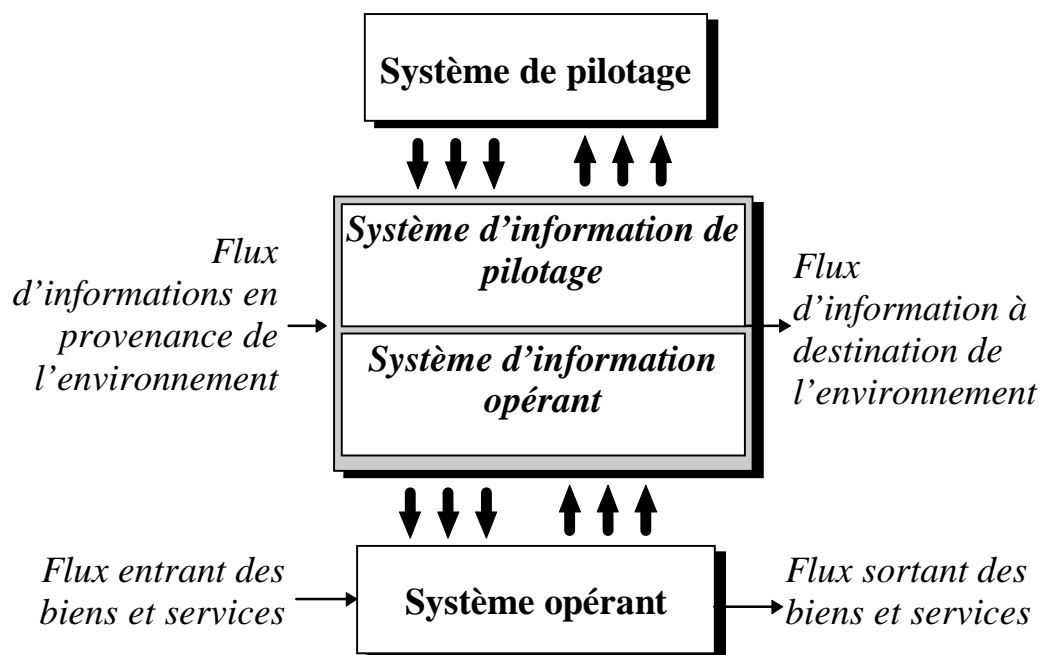 Système de pilotage
Système d’information de
pilotage
Flux
d’informations en
provenance de
l’environnement
Flux
d’information à
destination de
l’environnement
Système d’information
opérant
Flux entrant des
biens et services
Système opérant
Flux sortant des
biens et services